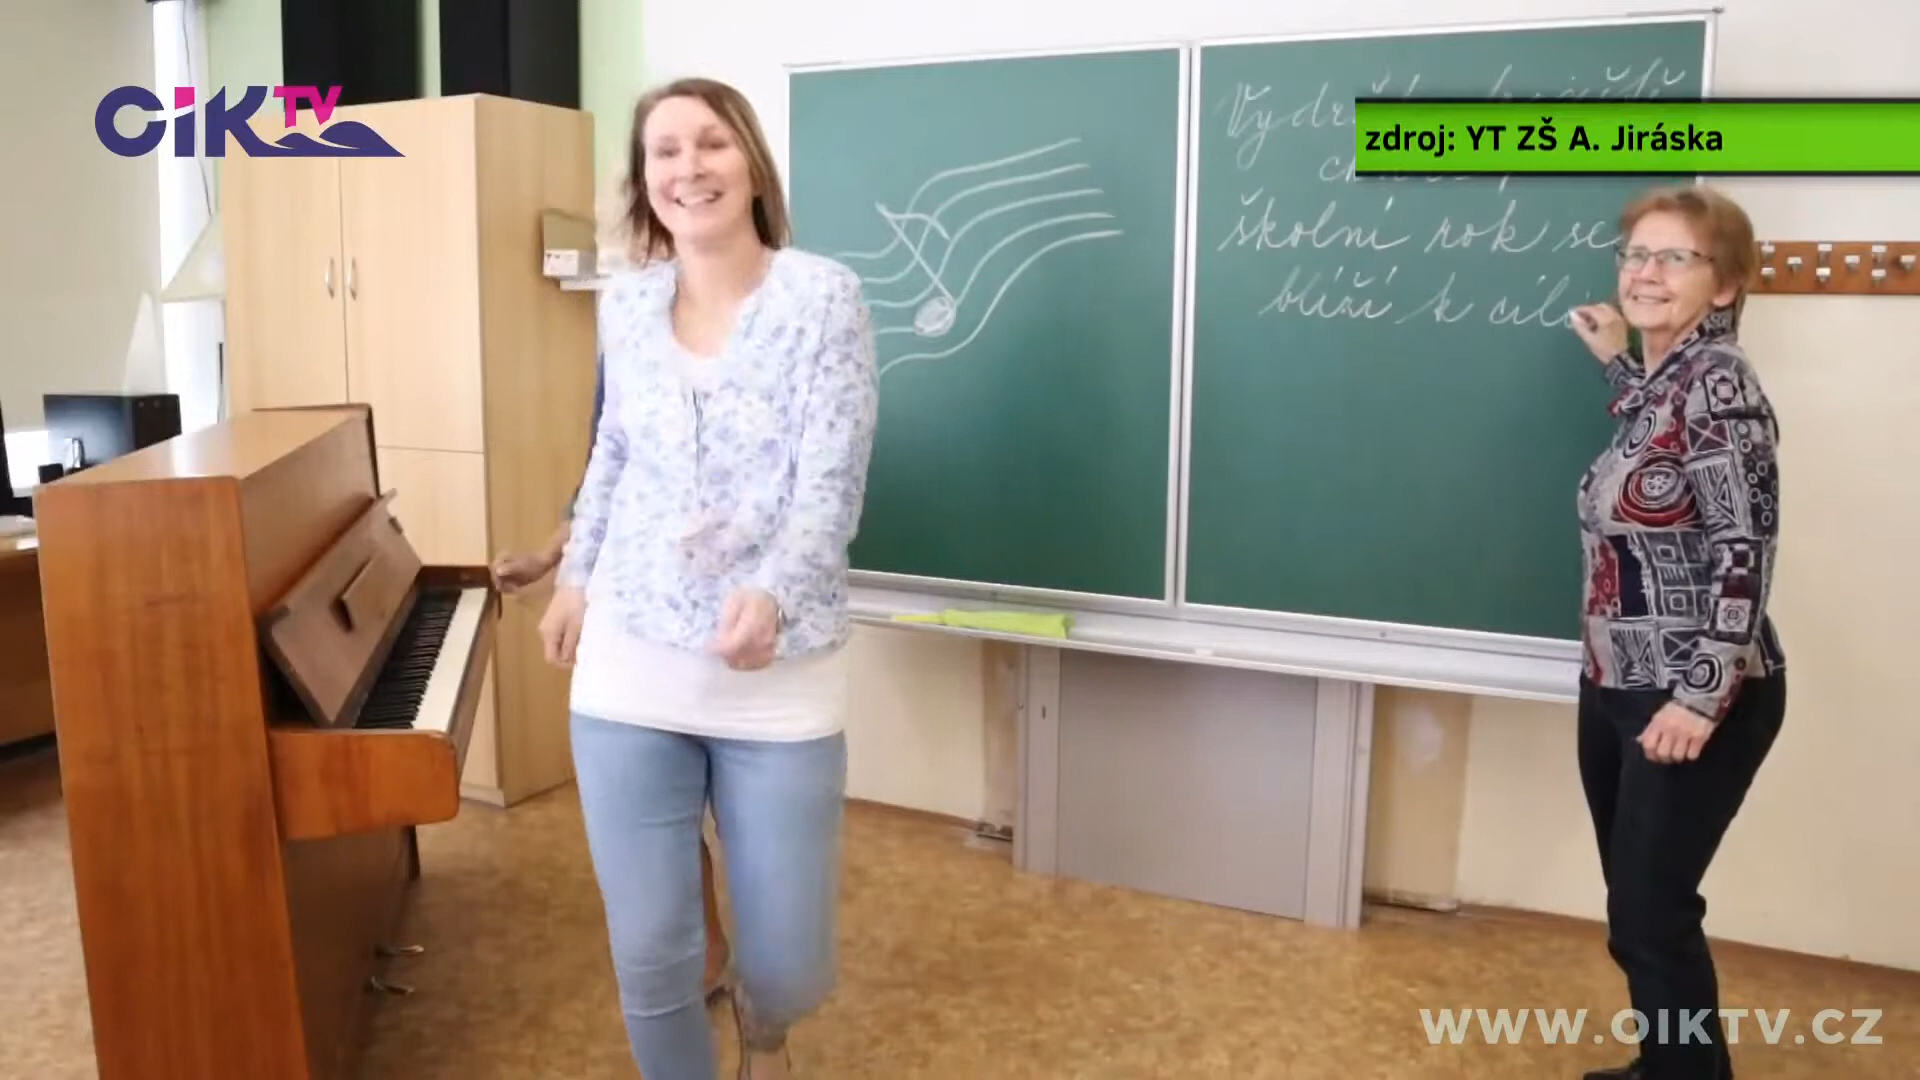 OIK TV
zdroj: YT ZŠ A. Jiráska
školní rok se
blíží k cíli
WWW.OIKTV.CZ